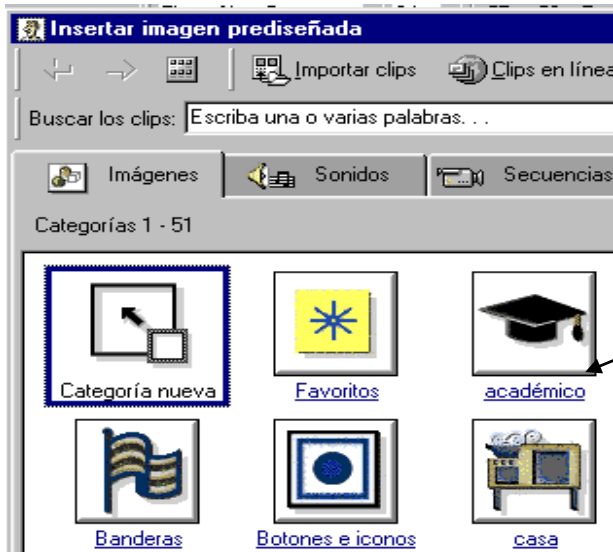 Insertar imagen prediseñada
Importar clips Clips en línea
Buscar los clips: Escriba una o varias palabras. . .
Imágenes Sonidos Secuencias
Categorías 1 - 51
Categoría nueva Favoritos académico
Banderas Botones e iconos casa